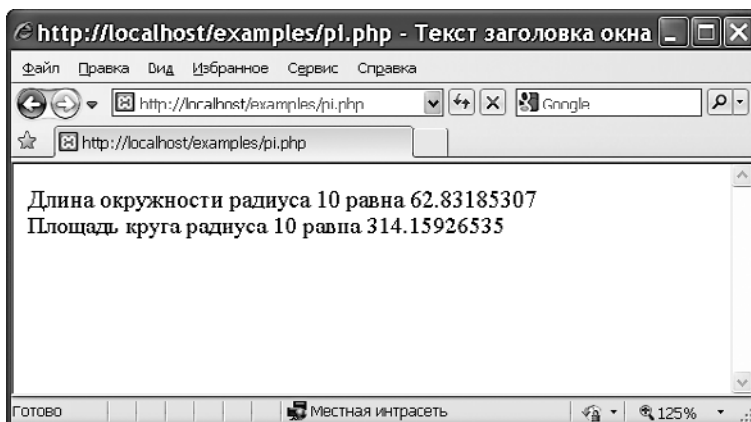 http://localhost/examples/pi.php - Текст заголовка окна
Файл Правка Вид Избранное Сервис Справка
http://localhost/examples/pi.php Google
http://localhost/examples/pi.php
Длина окружности радиуса 10 равна 62.83185307
Площадь круга радиуса 10 равна 314.15926535
Готово Местная интрасеть 125%